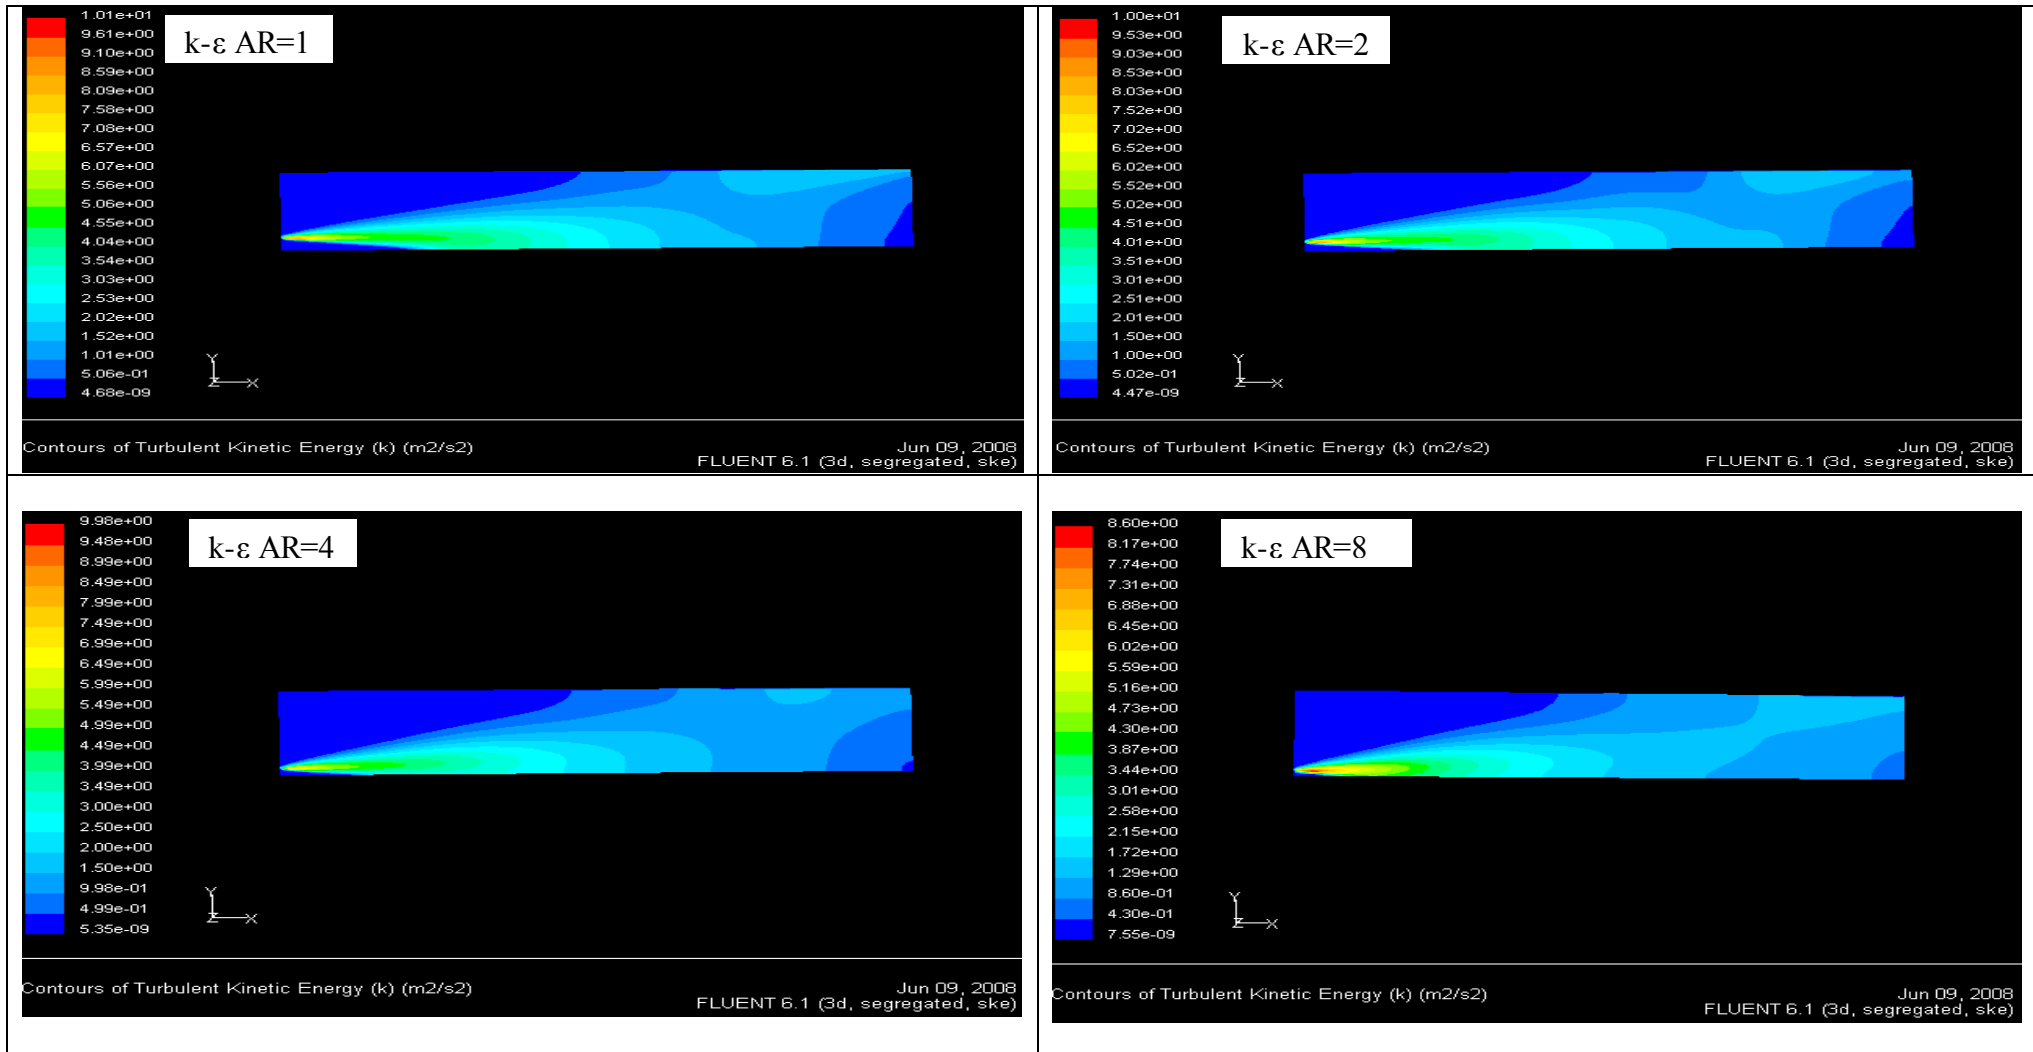 k-ε AR=1
1.01e+01
9.61e+00
9.10e+00
8.59e+00
8.09e+00
7.58e+00
7.08e+00
6.57e+00
6.07e+00
5.56e+00
5.06e+00
4.55e+00
4.04e+00
3.54e+00
3.03e+00
2.53e+00
2.02e+00
1.52e+00
1.01e+00
5.06e-01
4.68e-09
Y
Z X
Contours of Turbulent Kinetic Energy (k) (m2/s2)
Jun 09, 2008
FLUENT 6.1 (3d, segregated, ske)
k-ε AR=2
1.00e+01
9.53e+00
9.03e+00
8.53e+00
8.03e+00
7.52e+00
7.02e+00
6.52e+00
6.02e+00
5.52e+00
5.02e+00
4.51e+00
4.01e+00
3.51e+00
3.01e+00
2.51e+00
2.01e+00
1.50e+00
1.00e+00
5.02e-01
4.47e-09
Y
Z X
Contours of Turbulent Kinetic Energy (k) (m2/s2)
Jun 09, 2008
FLUENT 6.1 (3d, segregated, ske)
k-ε AR=4
9.98e+00
9.48e+00
8.99e+00
8.49e+00
7.99e+00
7.49e+00
6.99e+00
6.49e+00
5.99e+00
5.49e+00
4.99e+00
4.49e+00
3.99e+00
3.49e+00
3.00e+00
2.50e+00
2.00e+00
1.50e+00
9.98e-01
4.99e-01
5.35e-09
Y
Z X
Contours of Turbulent Kinetic Energy (k) (m2/s2)
Jun 09, 2008
FLUENT 6.1 (3d, segregated, ske)
k-ε AR=8
8.60e+00
8.17e+00
7.74e+00
7.31e+00
6.88e+00
6.45e+00
6.02e+00
5.59e+00
5.16e+00
4.73e+00
4.30e+00
3.87e+00
3.44e+00
3.01e+00
2.58e+00
2.15e+00
1.72e+00
1.29e+00
8.60e-01
4.30e-01
7.55e-09
Y
Z X
Contours of Turbulent Kinetic Energy (k) (m2/s2)
Jun 09, 2008
FLUENT 6.1 (3d, segregated, ske)